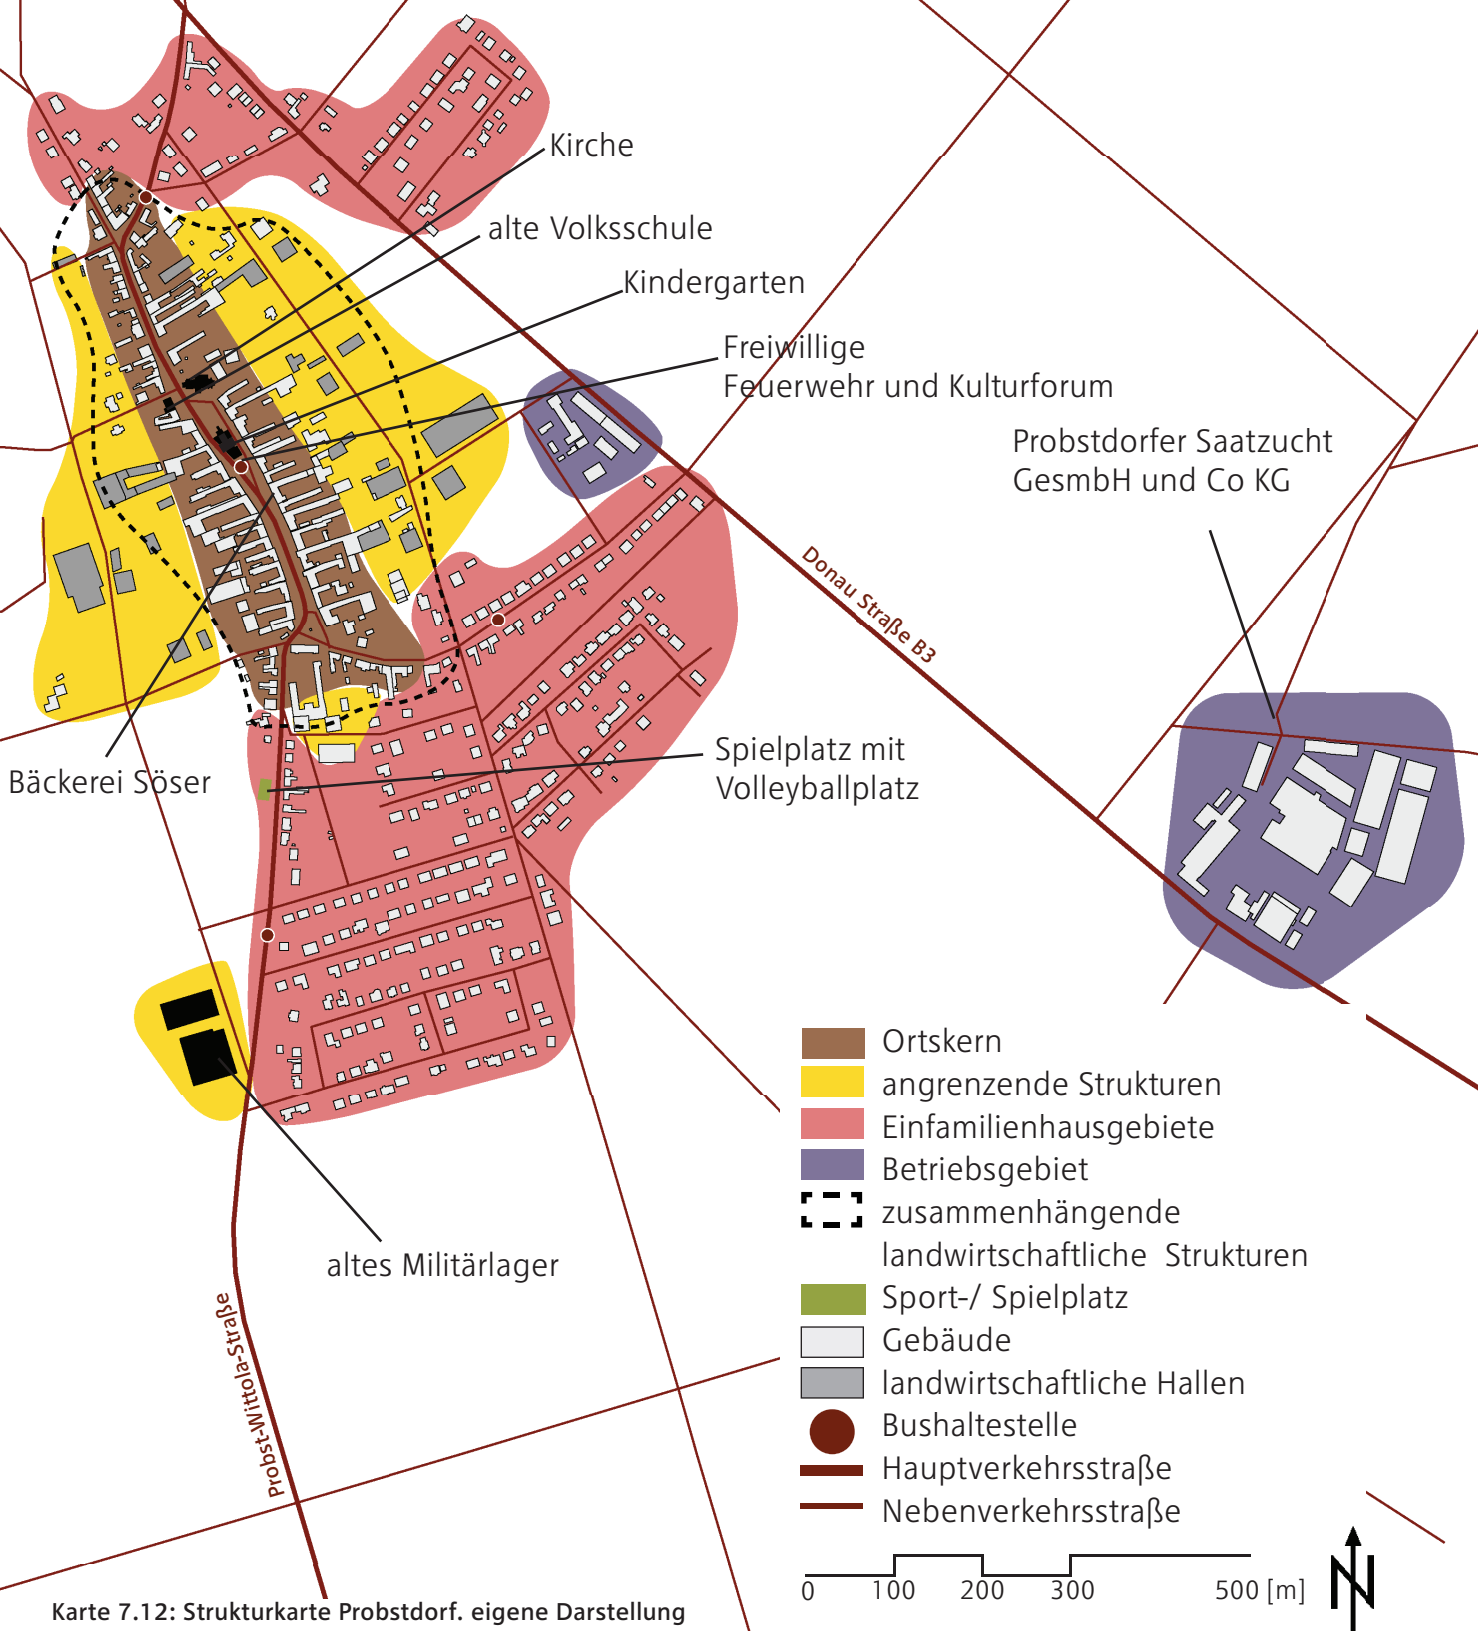 Kirche
alte Volksschule
Kindergarten
Freiwillige
Feuerwehr und Kulturforum
Probstdorfer Saatzucht
GesmbH und Co KG
Donau Straße B3
Bäckerei Söser
Spielplatz mit
Volleyballplatz
altes Militärlager
Probst-Wittola-Straße
Ortskern
angrenzende Strukturen
Einfamilienhausgebiete
Betriebsgebiet
zusammenhängende
landwirtschaftliche Strukturen
Sport-/ Spielplatz
Gebäude
landwirtschaftliche Hallen
Bushaltestelle
Hauptverkehrsstraße
Nebenverkehrsstraße
0 100 200 300 500 [m]
N
Karte 7.12: Strukturkarte Probstdorf. eigene Darstellung